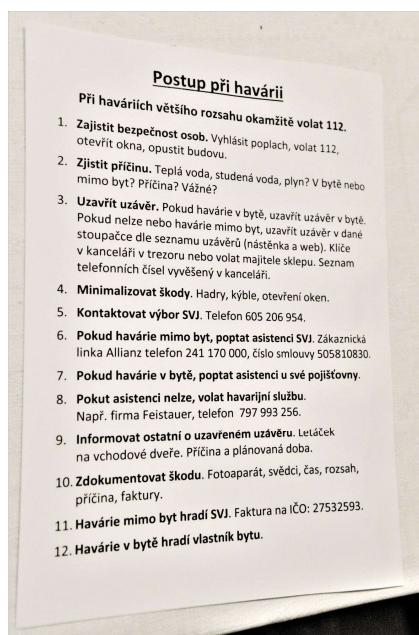 Postup při havárii
Při haváriích většího rozsahu okamžitě volat 112.
1. Zajistit bezpečnost osob. Vyhlásit poplach, volat 112,
otevřít okna, opustit budovu.
2. Zjistit příčinu. Teplá voda, studená voda, plyn? V bytě nebo
mimo byt? Příčina? Vážné?
3. Uzavřít uzávěr. Pokud havárie v bytě, uzavřít uzávěr v bytě.
Pokud nelze nebo havárie mimo byt, uzavřít uzávěr v dané
stoupačce dle seznamu uzávěrů (nástěnka a web). Klíče
v kanceláři v trezoru nebo volat majitele sklepu. Seznam
telefonních čísel vyvěšený v kanceláři.
4. Minimalizovat škody. Hadry, kýble, otevření oken.
5. Kontaktovat výbor SVJ. Telefon 605 206 954.
6. Pokud havárie mimo byt, poptat asistenci SVJ. Zákaznická
linka Allianz telefon 241 170 000, číslo smlouvy 505810830.
7. Pokud havárie v bytě, poptat asistenci u své pojišťovny.
8. Pokut asistenci nelze, volat havarijní službu.
Např. firma Feistauer, telefon 797 993 256.
9. Informovat ostatní o uzavřeném uzávěru. Letáček
na vchodové dveře. Příčina a plánovaná doba.
10. Zdokumentovat škodu. Fotoaparát, svědci, čas, rozsah,
příčina, faktury.
11. Havárie mimo byt hradí SVJ. Faktura na IČO: 27532593.
12. Havárie v bytě hradí vlastník bytu.